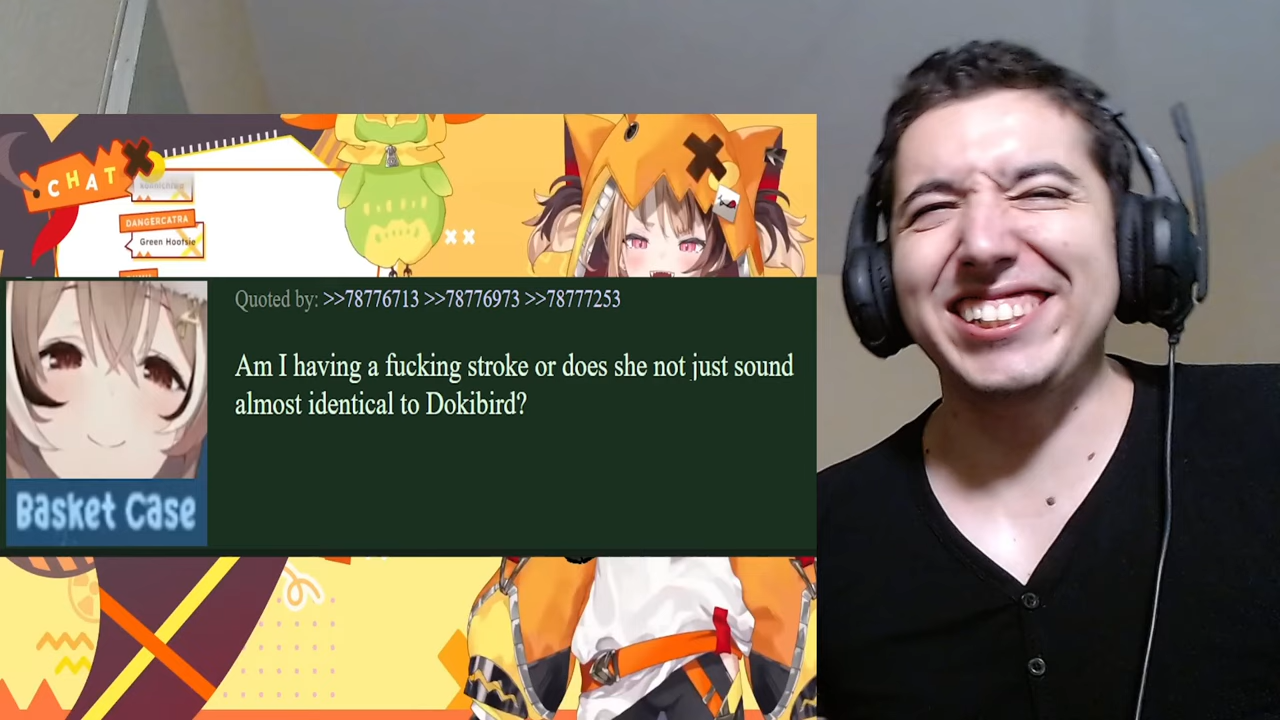 CHAT
DANGERCATRA
Green Hootsie
Quoted by: >>78776713 >>78776973 >>78777253
Am I having a fucking stroke or does she not just sound
almost identical to Dokibird?
Basket Case